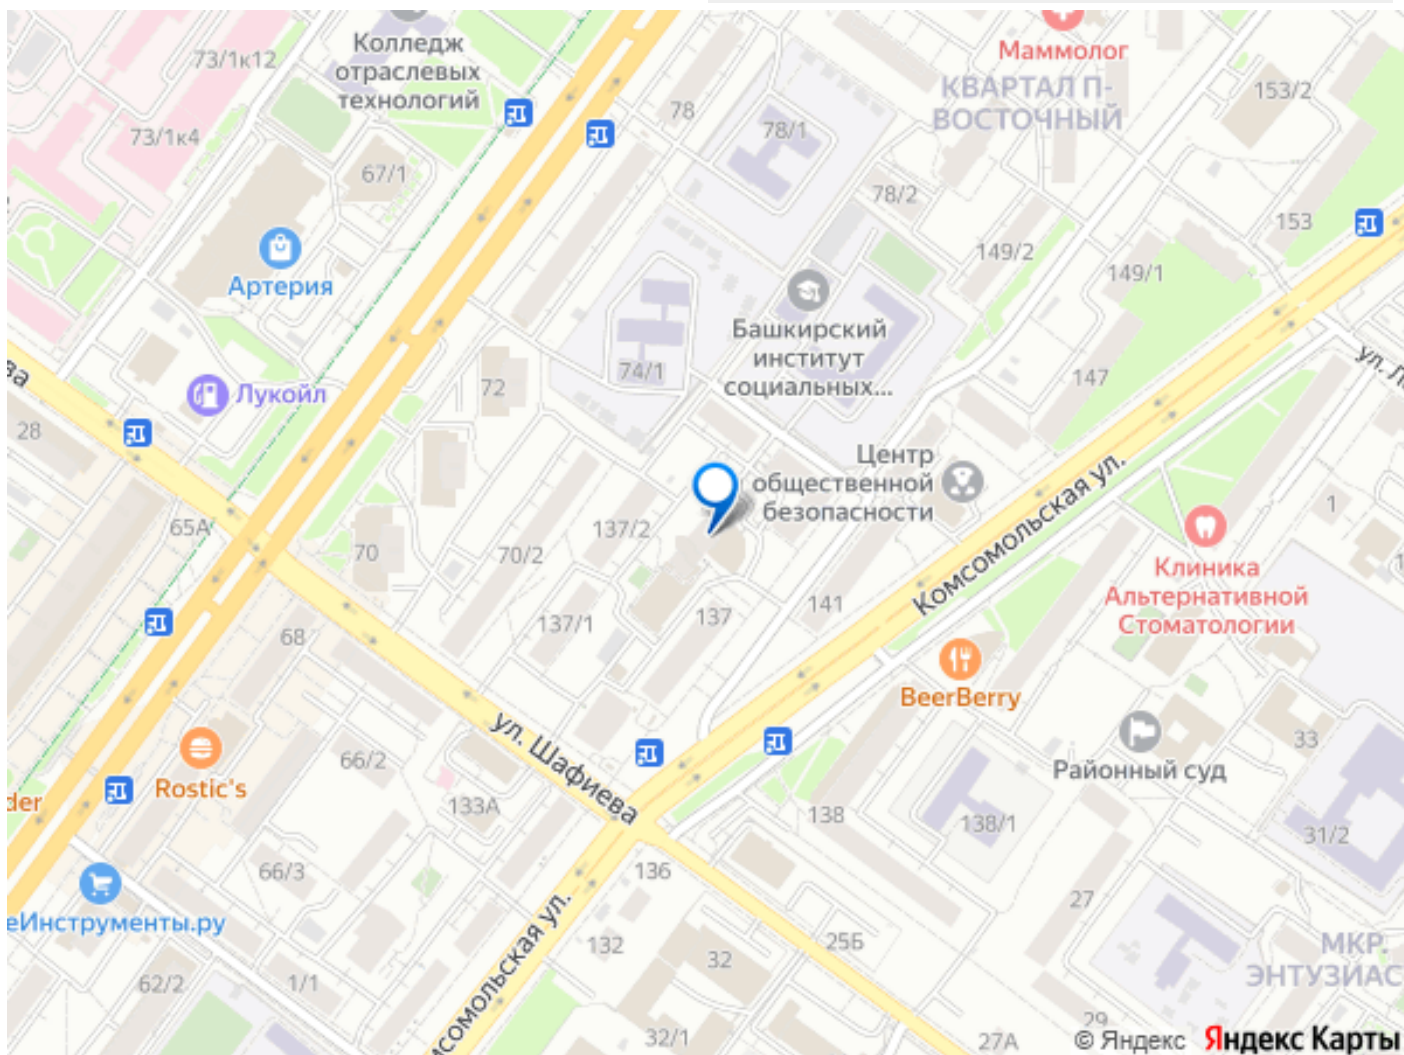 Колледж
отраслевых
технологий
73/1к12
73/1к4
67/1
78
78/1
Маммолог
КВАРТАЛ П-
ВОСТОЧНЫЙ
153/2
78/2
153
149/2
149/1
Артерия
Башкирский
институт
социальных...
74/1
72
Лукойл
ва
28
147
ул. Л
Центр
общественной
безопасности
Комсомольская ул.
65А
70
70/2
137/2
137/1
137
141
1
Клиника
Альтернативной
Стоматологии
68
BeerBerry
ул. Шафиева
Rostic's
der
66/2
133А
Районный суд
33
138
138/1
31/2
66/3
136
27
еИнструменты.ру
132
32
25Б
МКР.
ЭНТУЗИАС
62/2
1/1
омсомольская ул.
32/1
27А
29
© Яндекс Яндекс Карты